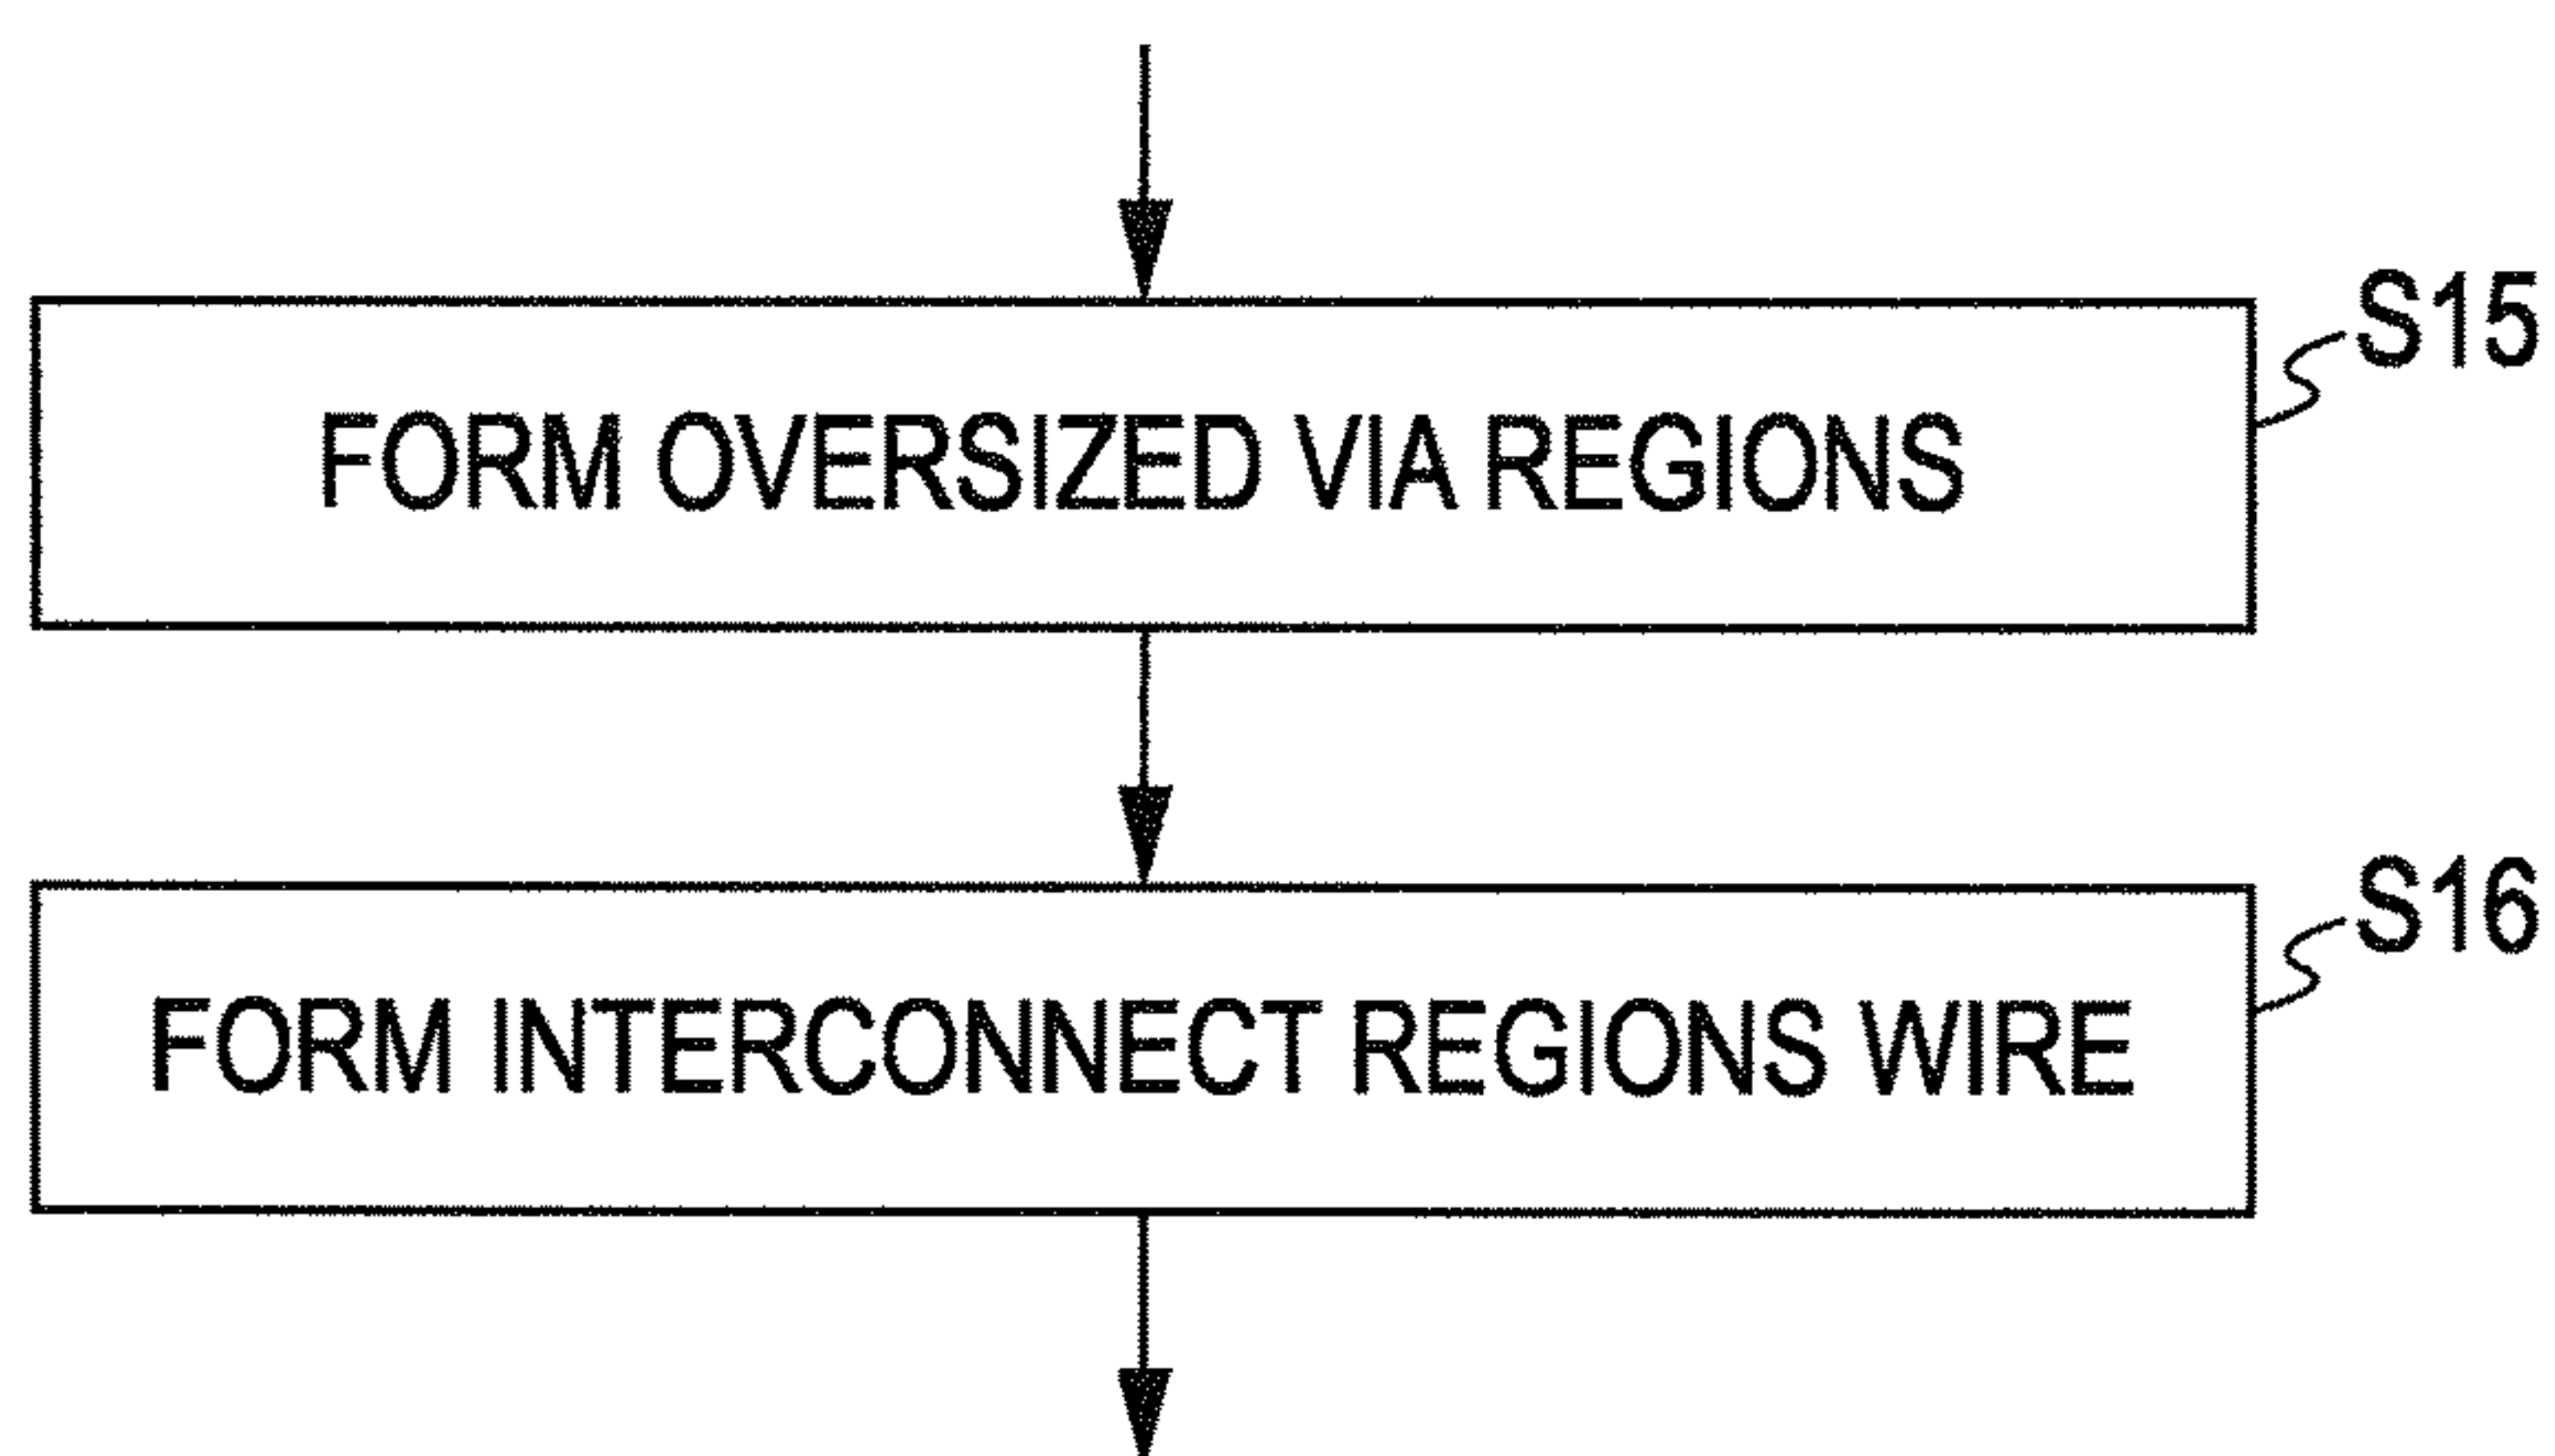 S15
FORM OVERSIZED VIA REGIONS
S16
FORM INTERCONNECT REGIONS WIRE